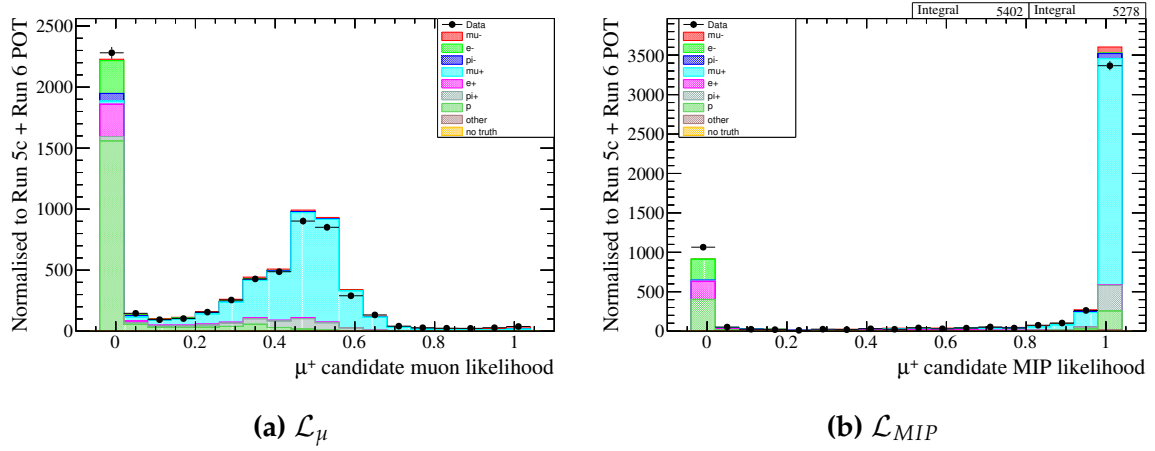 Normalised to Run 5c + Run 6 POT
2500
2000
1500
1000
500
0
0 0.2 0.4 0.6 0.8 1
μ+ candidate muon likelihood
Data
mu-
e-
pi-
mu+
e+
pi+
p
other
no truth
(a) ℒμ
Integral 5402 Integral 5278
Normalised to Run 5c + Run 6 POT
3500
3000
2500
2000
1500
1000
500
0
0 0.2 0.4 0.6 0.8 1
μ+ candidate MIP likelihood
Data
mu-
e-
pi-
mu+
e+
pi+
p
other
no truth
(b) ℒMIP